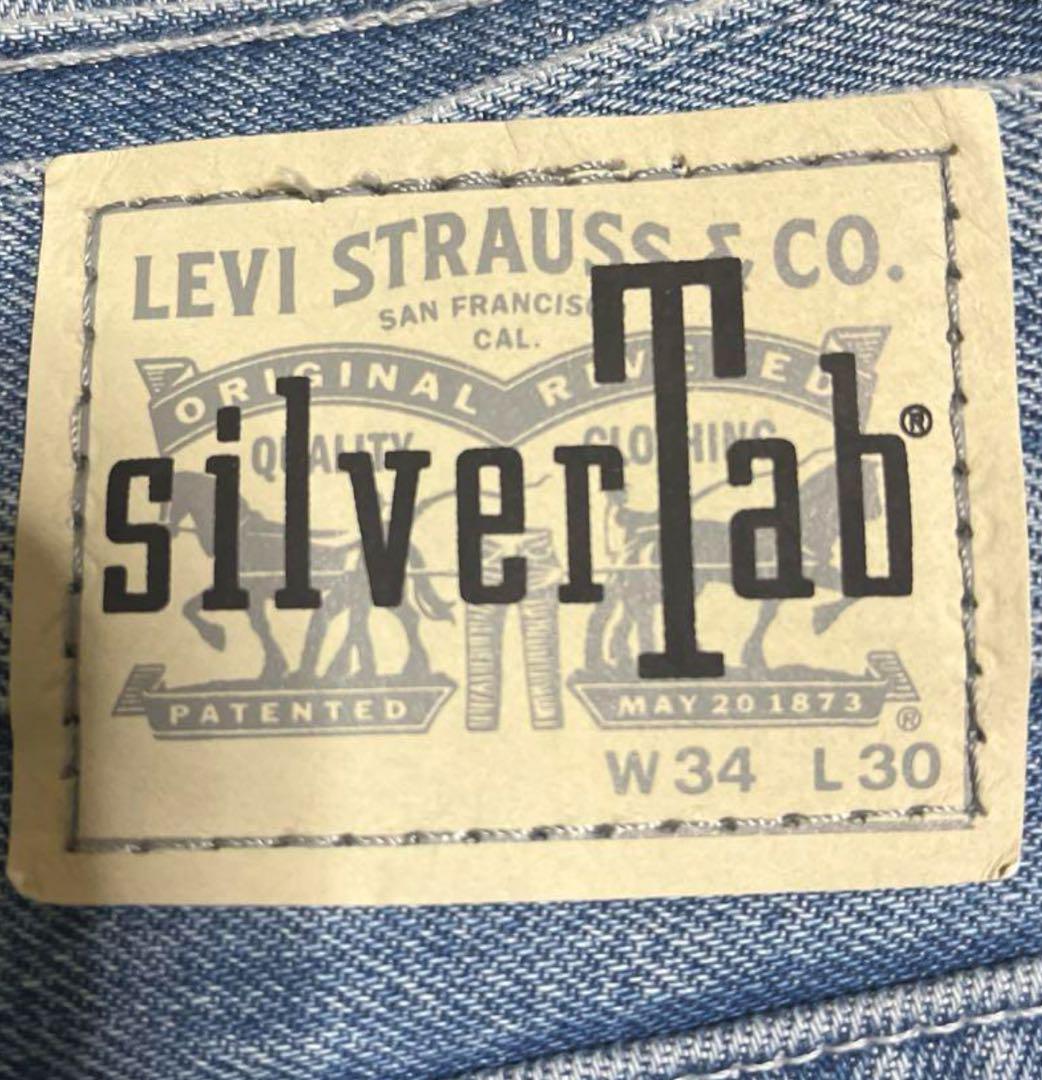 LEVI STRAUSS & CO.
SAN FRANCISCO
CAL.
ORIGINAL RIVETED
QUALITY CLOTHING
silverTab®
PATENTED MAY 20 1873 ®
W34 L30